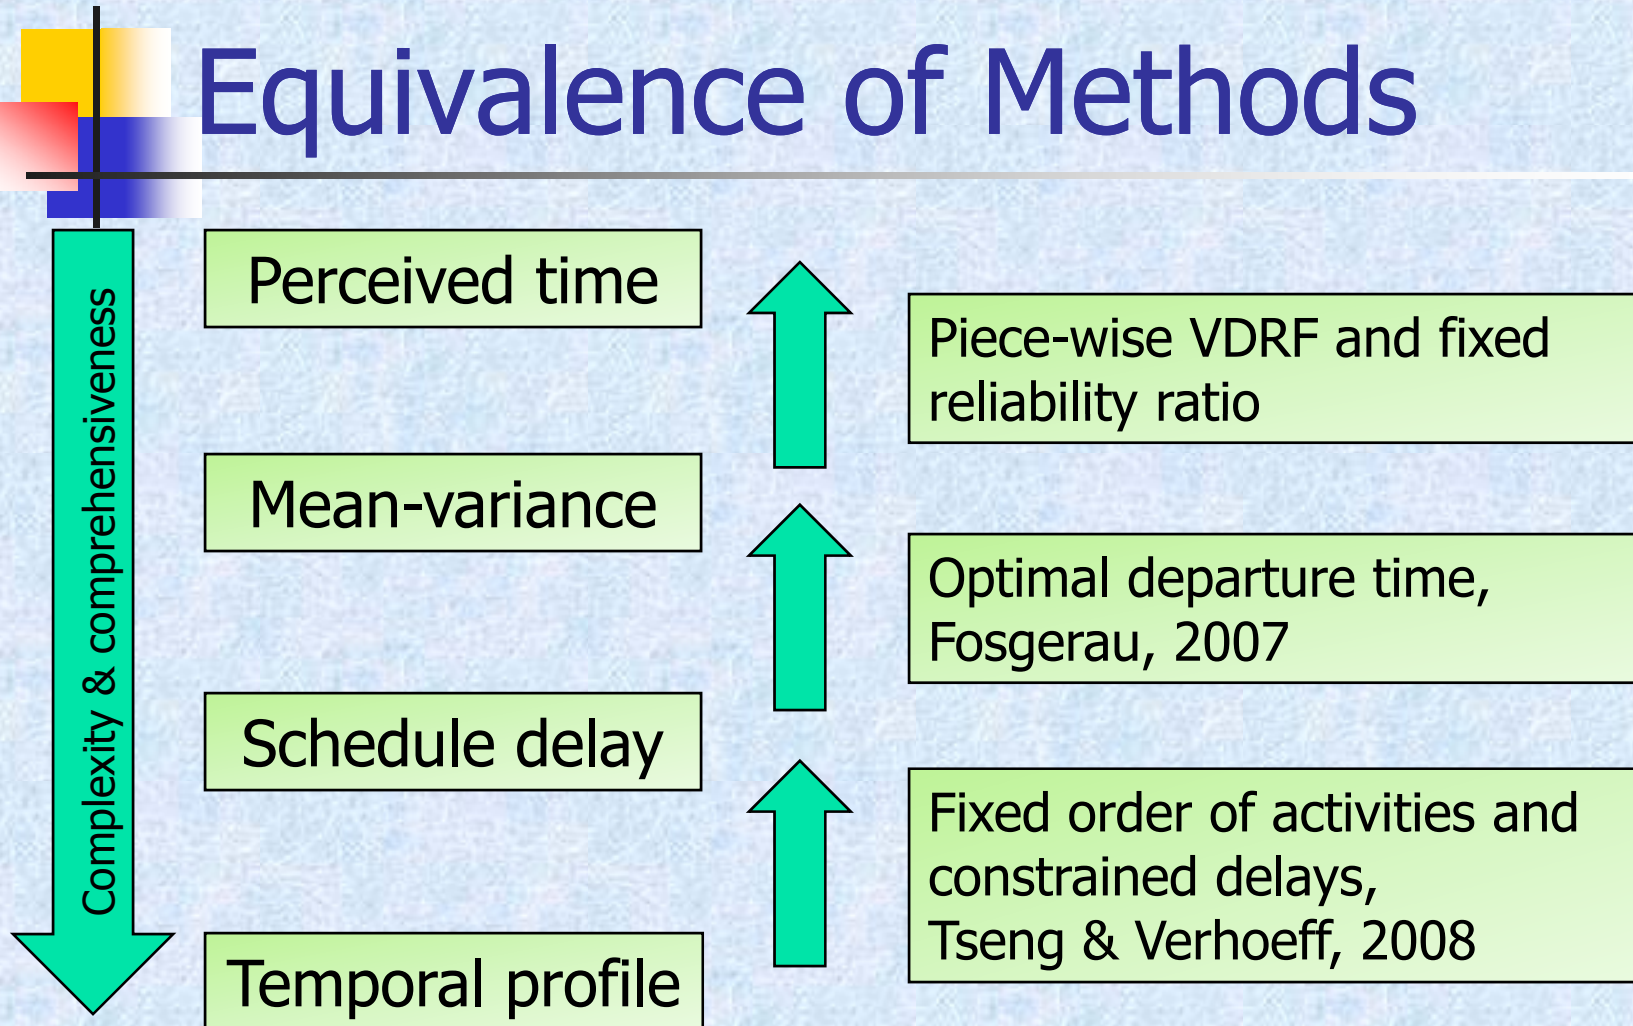 Equivalence of Methods
Complexity & comprehensiveness
Perceived time
Piece-wise VDRF and fixed
reliability ratio
Mean-variance
Optimal departure time,
Fosgerau, 2007
Schedule delay
Fixed order of activities and
constrained delays,
Tseng & Verhoeff, 2008
Temporal profile